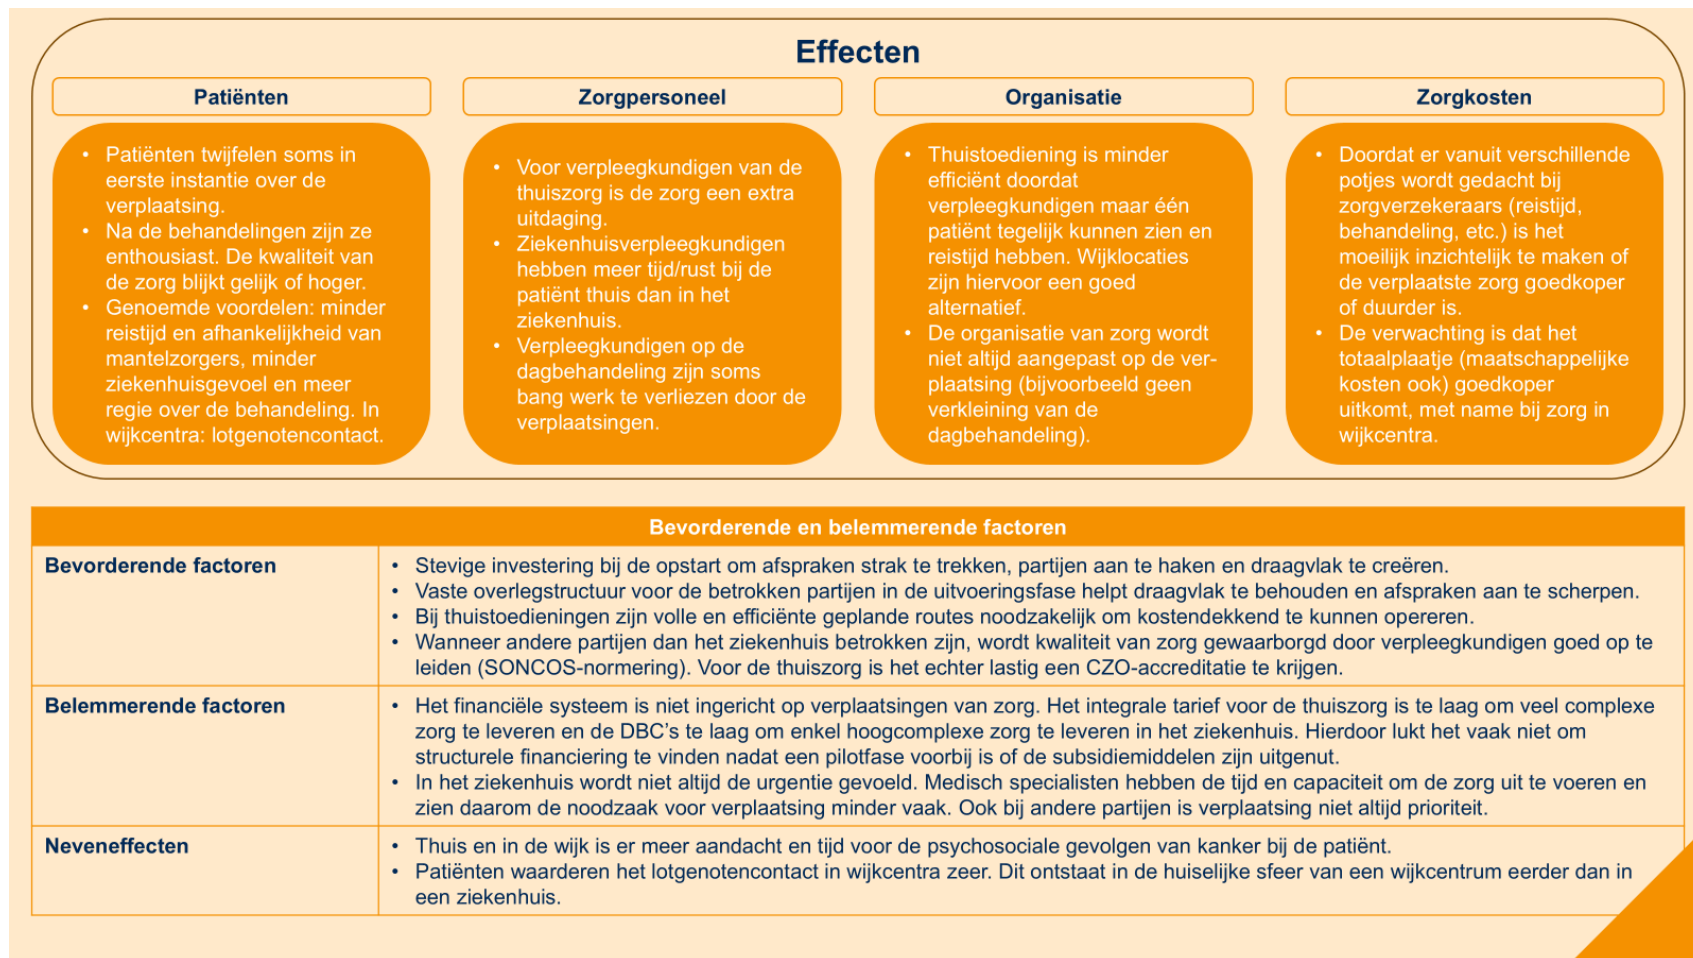 Effecten
Patiënten
• Patiënten twijfelen soms in
eerste instantie over de
verplaatsing.
• Na de behandelingen zijn ze
enthousiast. De kwaliteit van
de zorg blijkt gelijk of hoger.
• Genoemde voordelen: minder
reistijd en afhankelijkheid van
mantelzorgers, minder
ziekenhuisgevoel en meer
regie over de behandeling. In
wijkcentra: lotgenotencontact.
Zorgpersoneel
• Voor verpleegkundigen van de
thuiszorg is de zorg een extra
uitdaging.
• Ziekenhuisverpleegkundigen
hebben meer tijd/rust bij de
patiënt thuis dan in het
ziekenhuis.
• Verpleegkundigen op de
dagbehandeling zijn soms
bang werk te verliezen door de
verplaatsingen.
Organisatie
• Thuistoediening is minder
efficiënt doordat
verpleegkundigen maar één
patiënt tegelijk kunnen zien en
reistijd hebben. Wijklocaties
zijn hiervoor een goed
alternatief.
• De organisatie van zorg wordt
niet altijd aangepast op de ver-
plaatsing (bijvoorbeeld geen
verkleining van de
dagbehandeling).
Zorgkosten
• Doordat er vanuit verschillende
potjes wordt gedacht bij
zorgverzekeraars (reistijd,
behandeling, etc.) is het
moeilijk inzichtelijk te maken of
de verplaatste zorg goedkoper
of duurder is.
• De verwachting is dat het
totaalplaatje (maatschappelijke
kosten ook) goedkoper
uitkomt, met name bij zorg in
wijkcentra.
Bevorderende en belemmerende factoren
Bevorderende factoren
• Stevige investering bij de opstart om afspraken strak te trekken, partijen aan te haken en draagvlak te creëren.
• Vaste overlegstructuur voor de betrokken partijen in de uitvoeringsfase helpt draagvlak te behouden en afspraken aan te scherpen.
• Bij thuistoedieningen zijn volle en efficiënte geplande routes noodzakelijk om kostendekkend te kunnen opereren.
• Wanneer andere partijen dan het ziekenhuis betrokken zijn, wordt kwaliteit van zorg gewaarborgd door verpleegkundigen goed op te
leiden (SONCOS-normering). Voor de thuiszorg is het echter lastig een CZO-accreditatie te krijgen.
Belemmerende factoren
• Het financiële systeem is niet ingericht op verplaatsingen van zorg. Het integrale tarief voor de thuiszorg is te laag om veel complexe
zorg te leveren en de DBC's te laag om enkel hoogcomplexe zorg te leveren in het ziekenhuis. Hierdoor lukt het vaak niet om
structurele financiering te vinden nadat een pilotfase voorbij is of de subsidiemiddelen zijn uitgenut.
• In het ziekenhuis wordt niet altijd de urgentie gevoeld. Medisch specialisten hebben de tijd en capaciteit om de zorg uit te voeren en
zien daarom de noodzaak voor verplaatsing minder vaak. Ook bij andere partijen is verplaatsing niet altijd prioriteit.
Neveneffecten
• Thuis en in de wijk is er meer aandacht en tijd voor de psychosociale gevolgen van kanker bij de patiënt.
• Patiënten waarderen het lotgenotencontact in wijkcentra zeer. Dit ontstaat in de huiselijke sfeer van een wijkcentrum eerder dan in
een ziekenhuis.